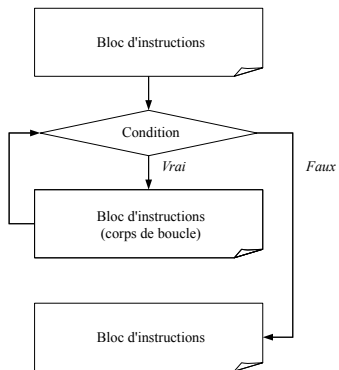 Bloc d'instructions
Condition
Vrai
Faux
Bloc d'instructions
(corps de boucle)
Bloc d'instructions